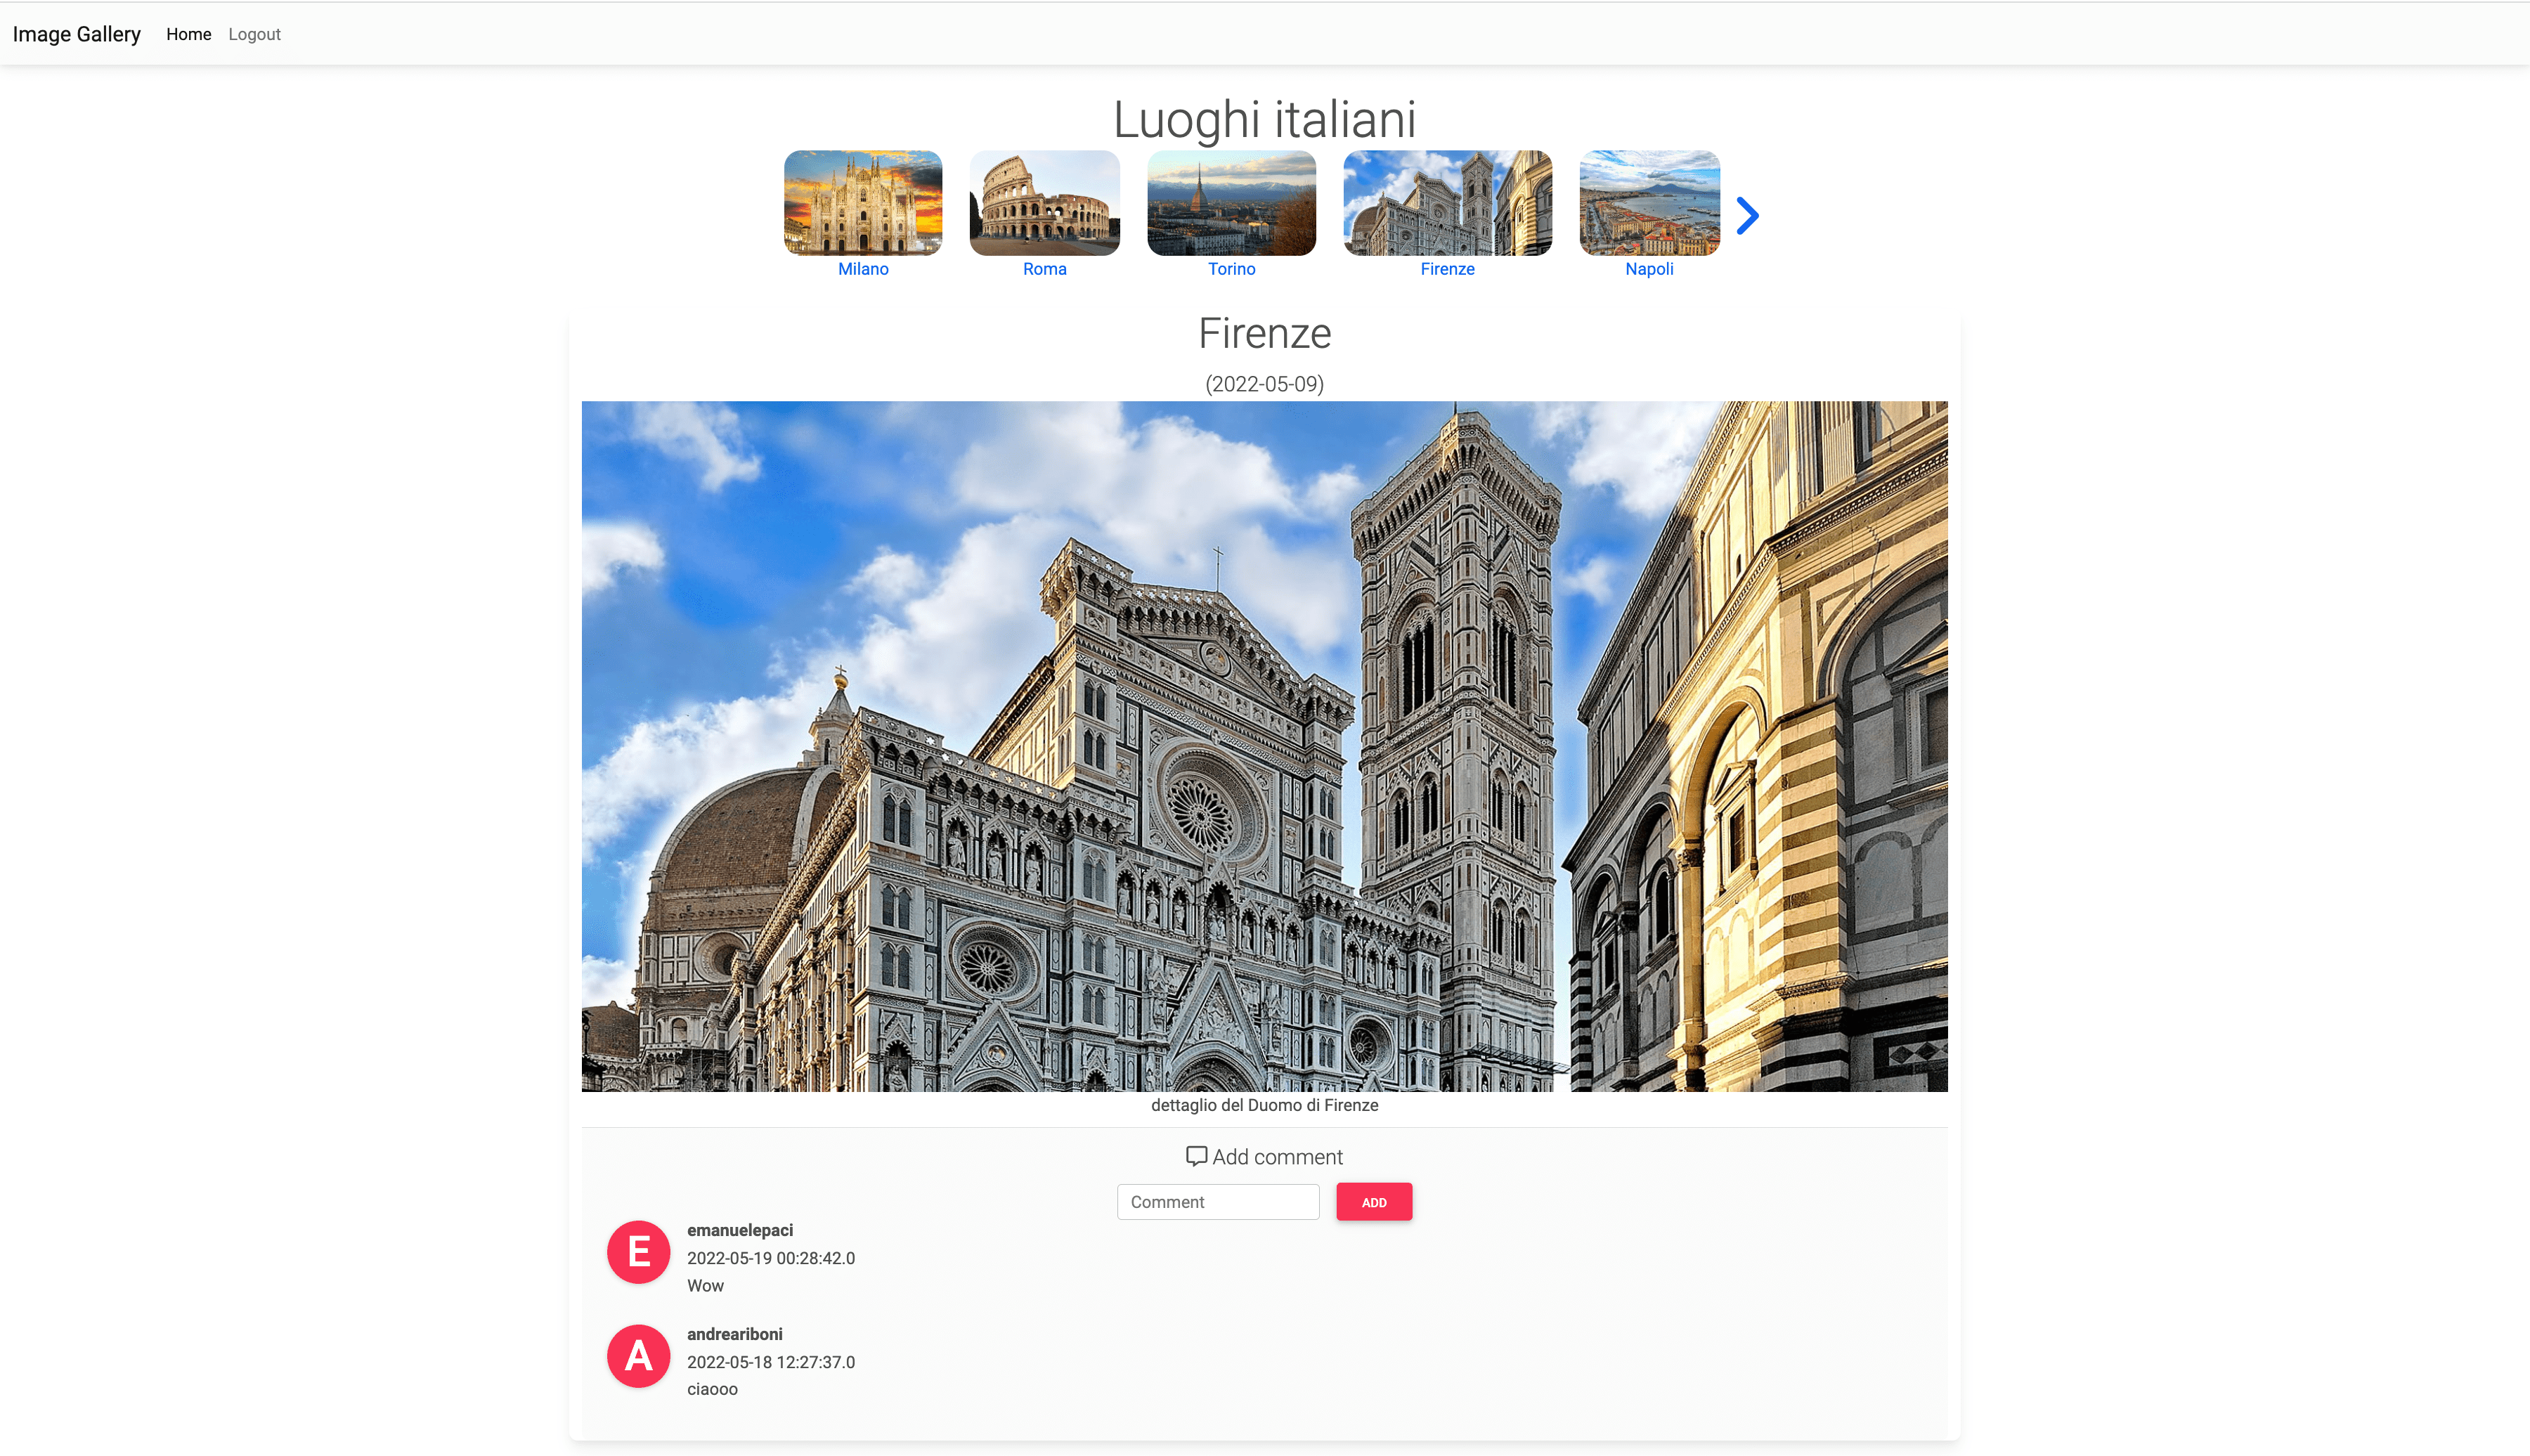 Image Gallery Home Logout
Luoghi italiani
Milano Roma Torino Firenze Napoli
Firenze
(2022-05-09)
dettaglio del Duomo di Firenze
Add comment
Comment ADD
E
emanuelepaci
2022-05-19 00:28:42.0
Wow
A
andreariboni
2022-05-18 12:27:37.0
ciaooo